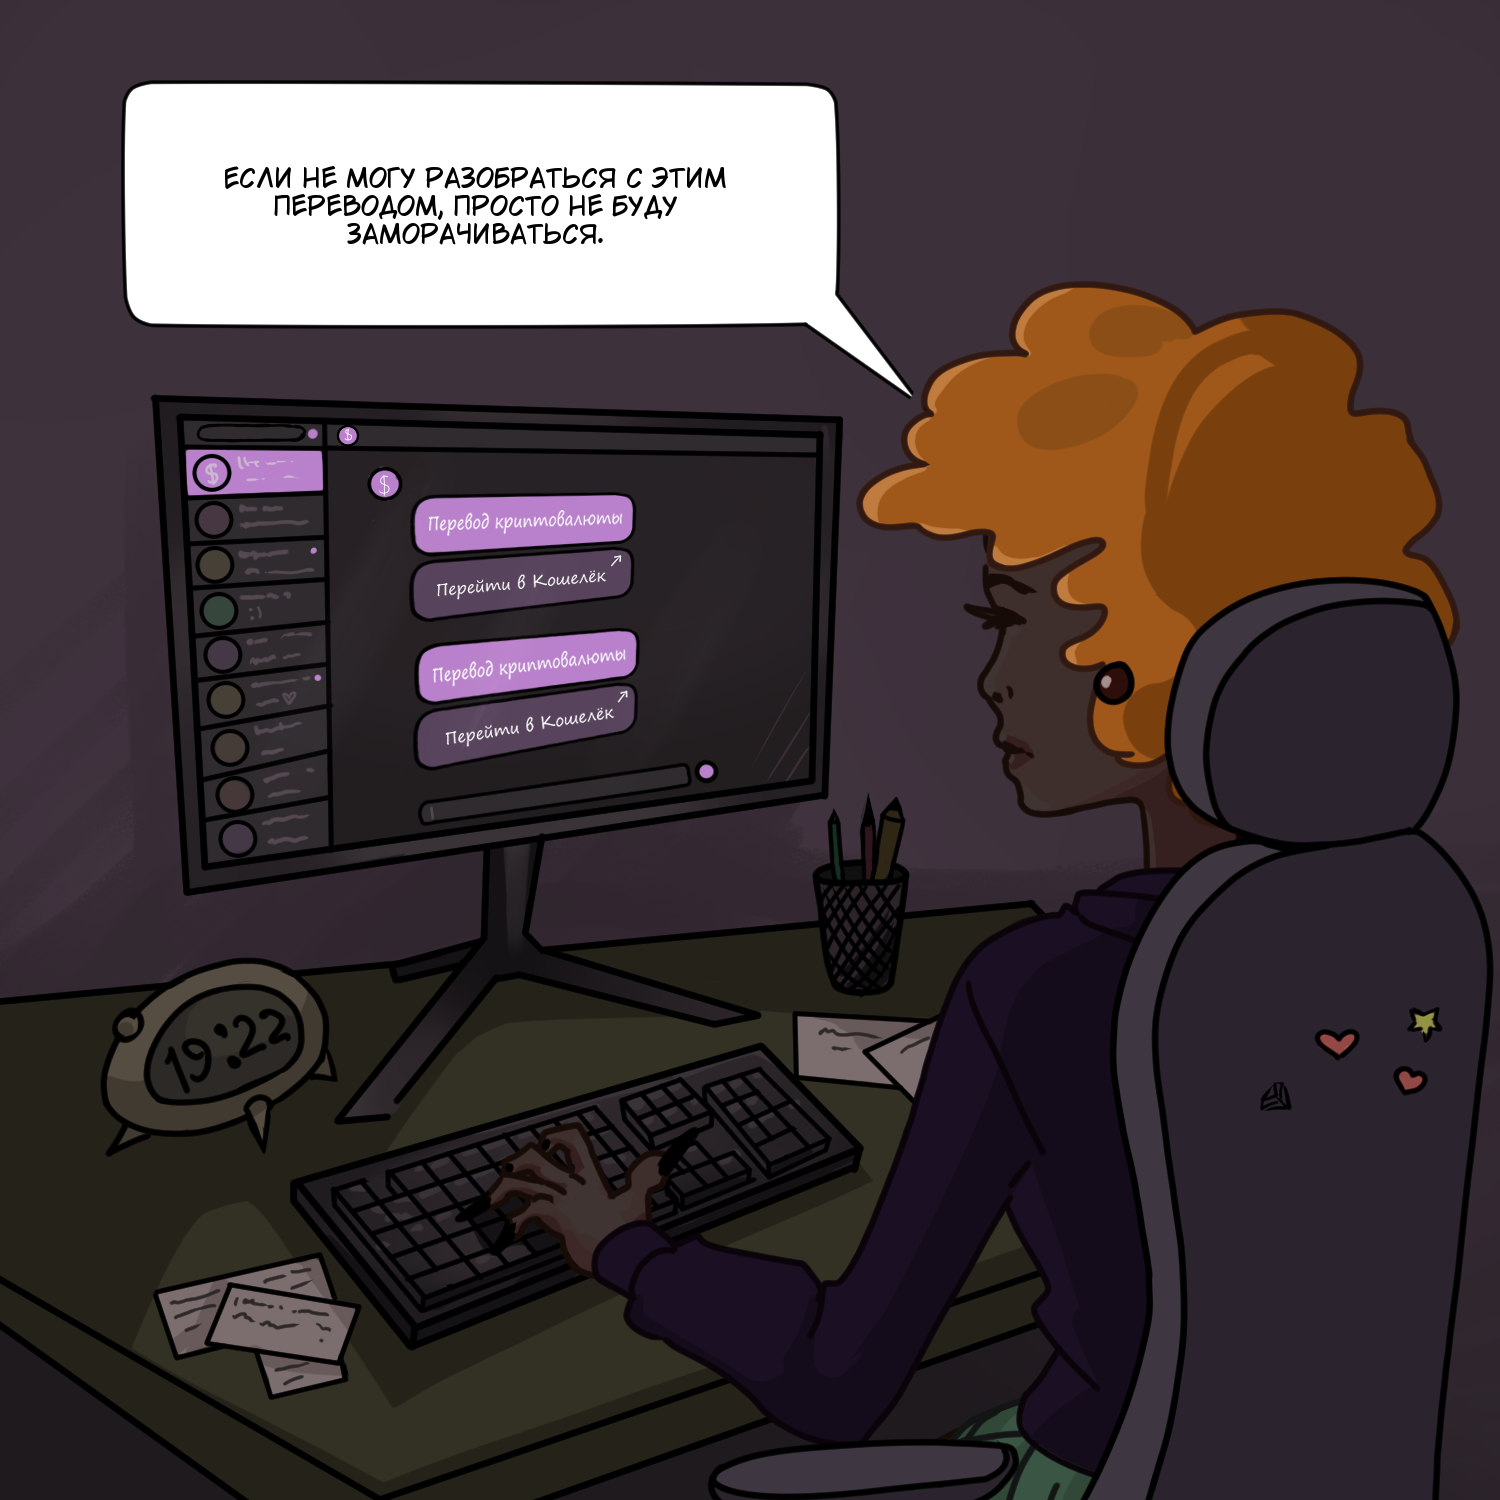 ЕСЛИ НЕ МОГУ РАЗОБРАТЬСЯ С ЭТИМ
ПЕРЕВОДОМ, ПРОСТО НЕ БУДУ
ЗАМОРАЧИВАТЬСЯ.
$
$
$
Перевод криптовалюты
Перейти в Кошелёк
Перевод криптовалюты
Перейти в Кошелёк
:)
19:22